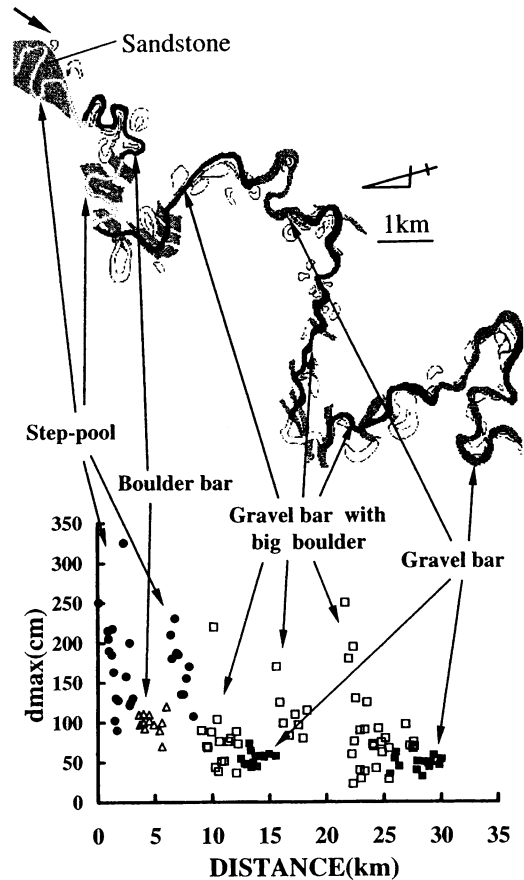 Sandstone
1km
Step-pool
Boulder bar
Gravel bar with
big boulder
Gravel bar
350
300
250
200
150
100
50
0
dmax(cm)
0 5 10 15 20 25 30 35
DISTANCE(km)